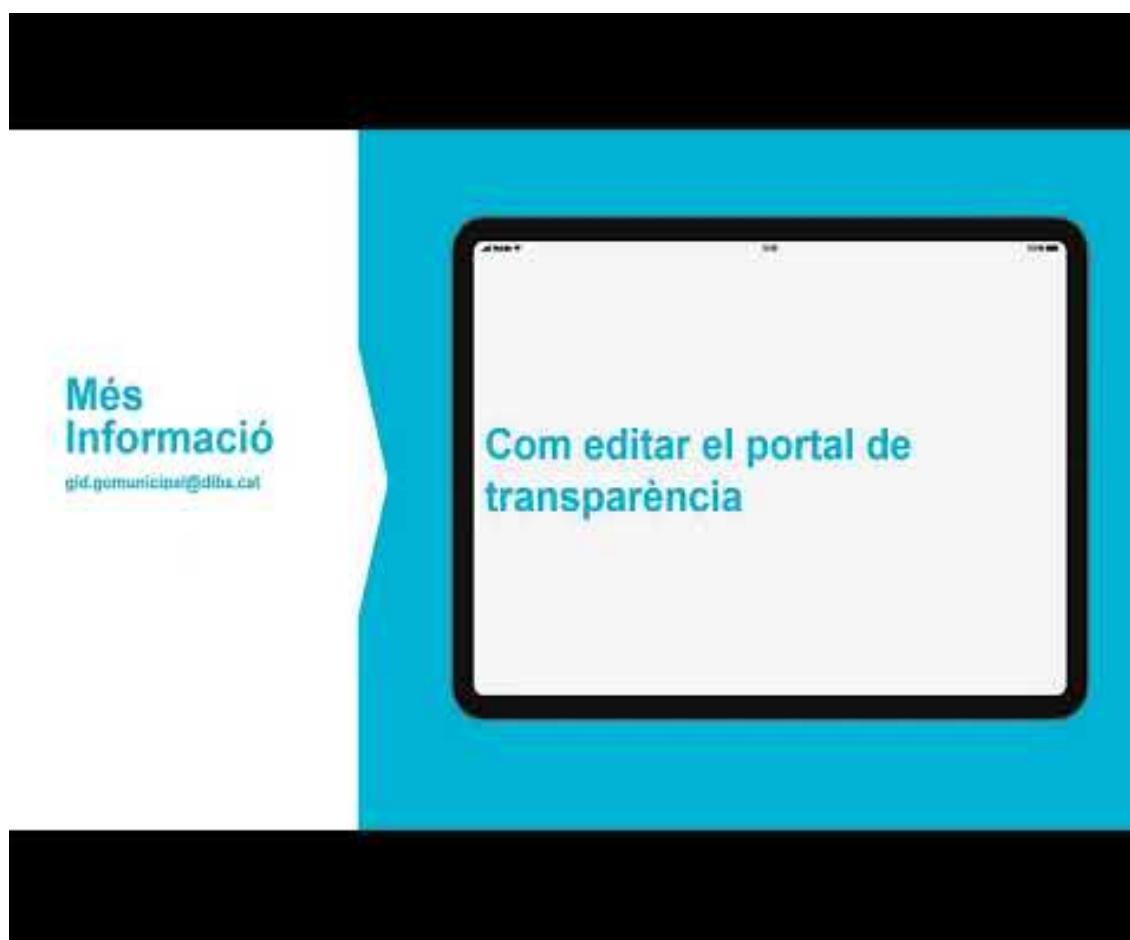 Més
Informació
gid.gomunicipal@diba.cat
Com editar el portal de
transparència